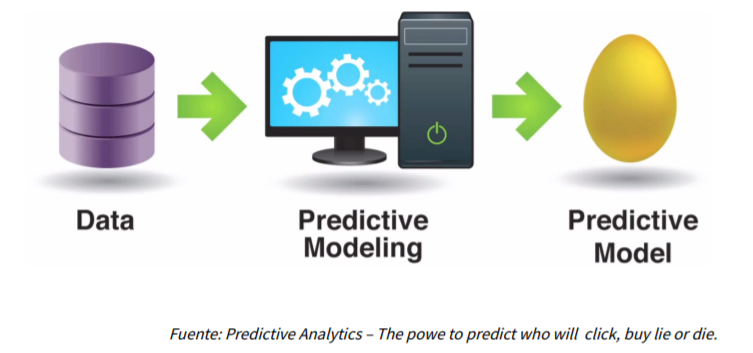 Data
Predictive
Modeling
Predictive
Model
Fuente: Predictive Analytics – The powe to predict who will click, buy lie or die.